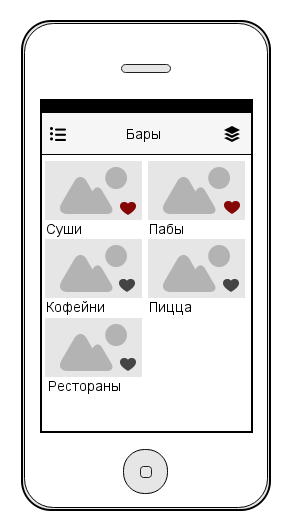 Бары
Суши
Пабы
Кофейни
Пицца
Рестораны